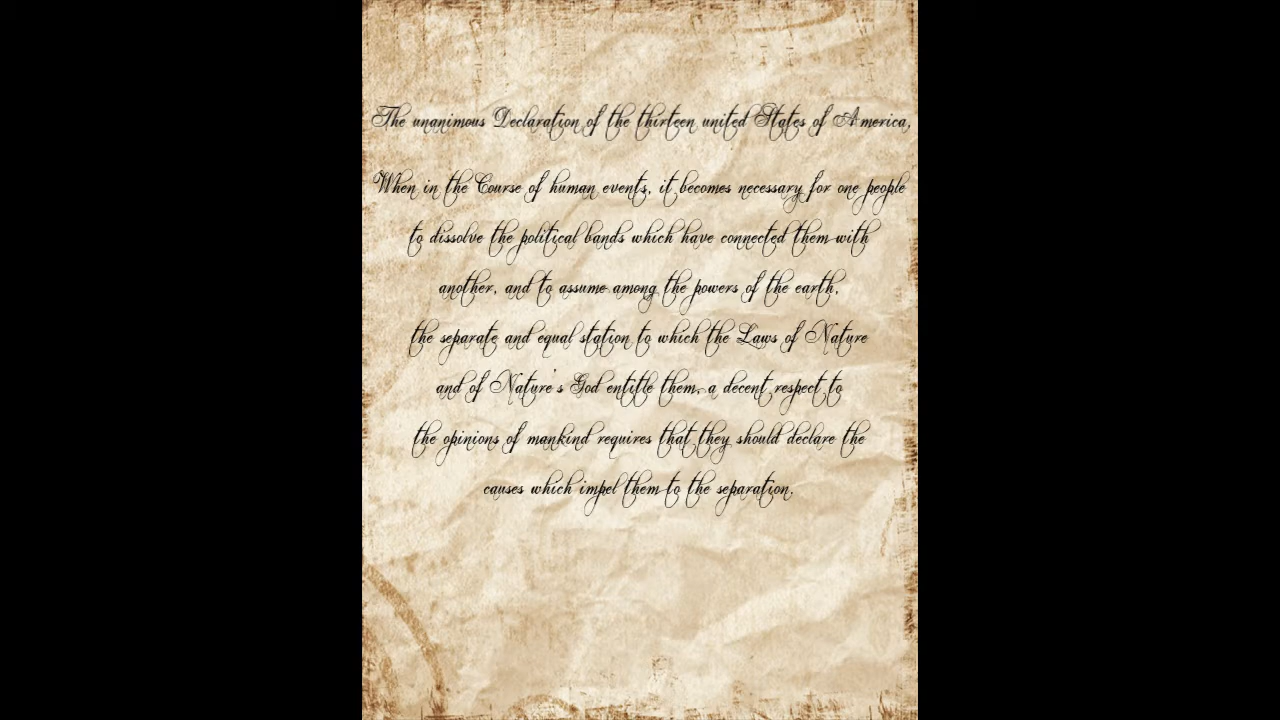 The unanimous Declaration of the thirteen united States of America,
When in the Course of human events, it becomes necessary for one people
to dissolve the political bands which have connected them with
another, and to assume among the powers of the earth,
the separate and equal station to which the Laws of Nature
and of Nature's God entitle them, a decent respect to
the opinions of mankind requires that they should declare the
causes which impel them to the separation.